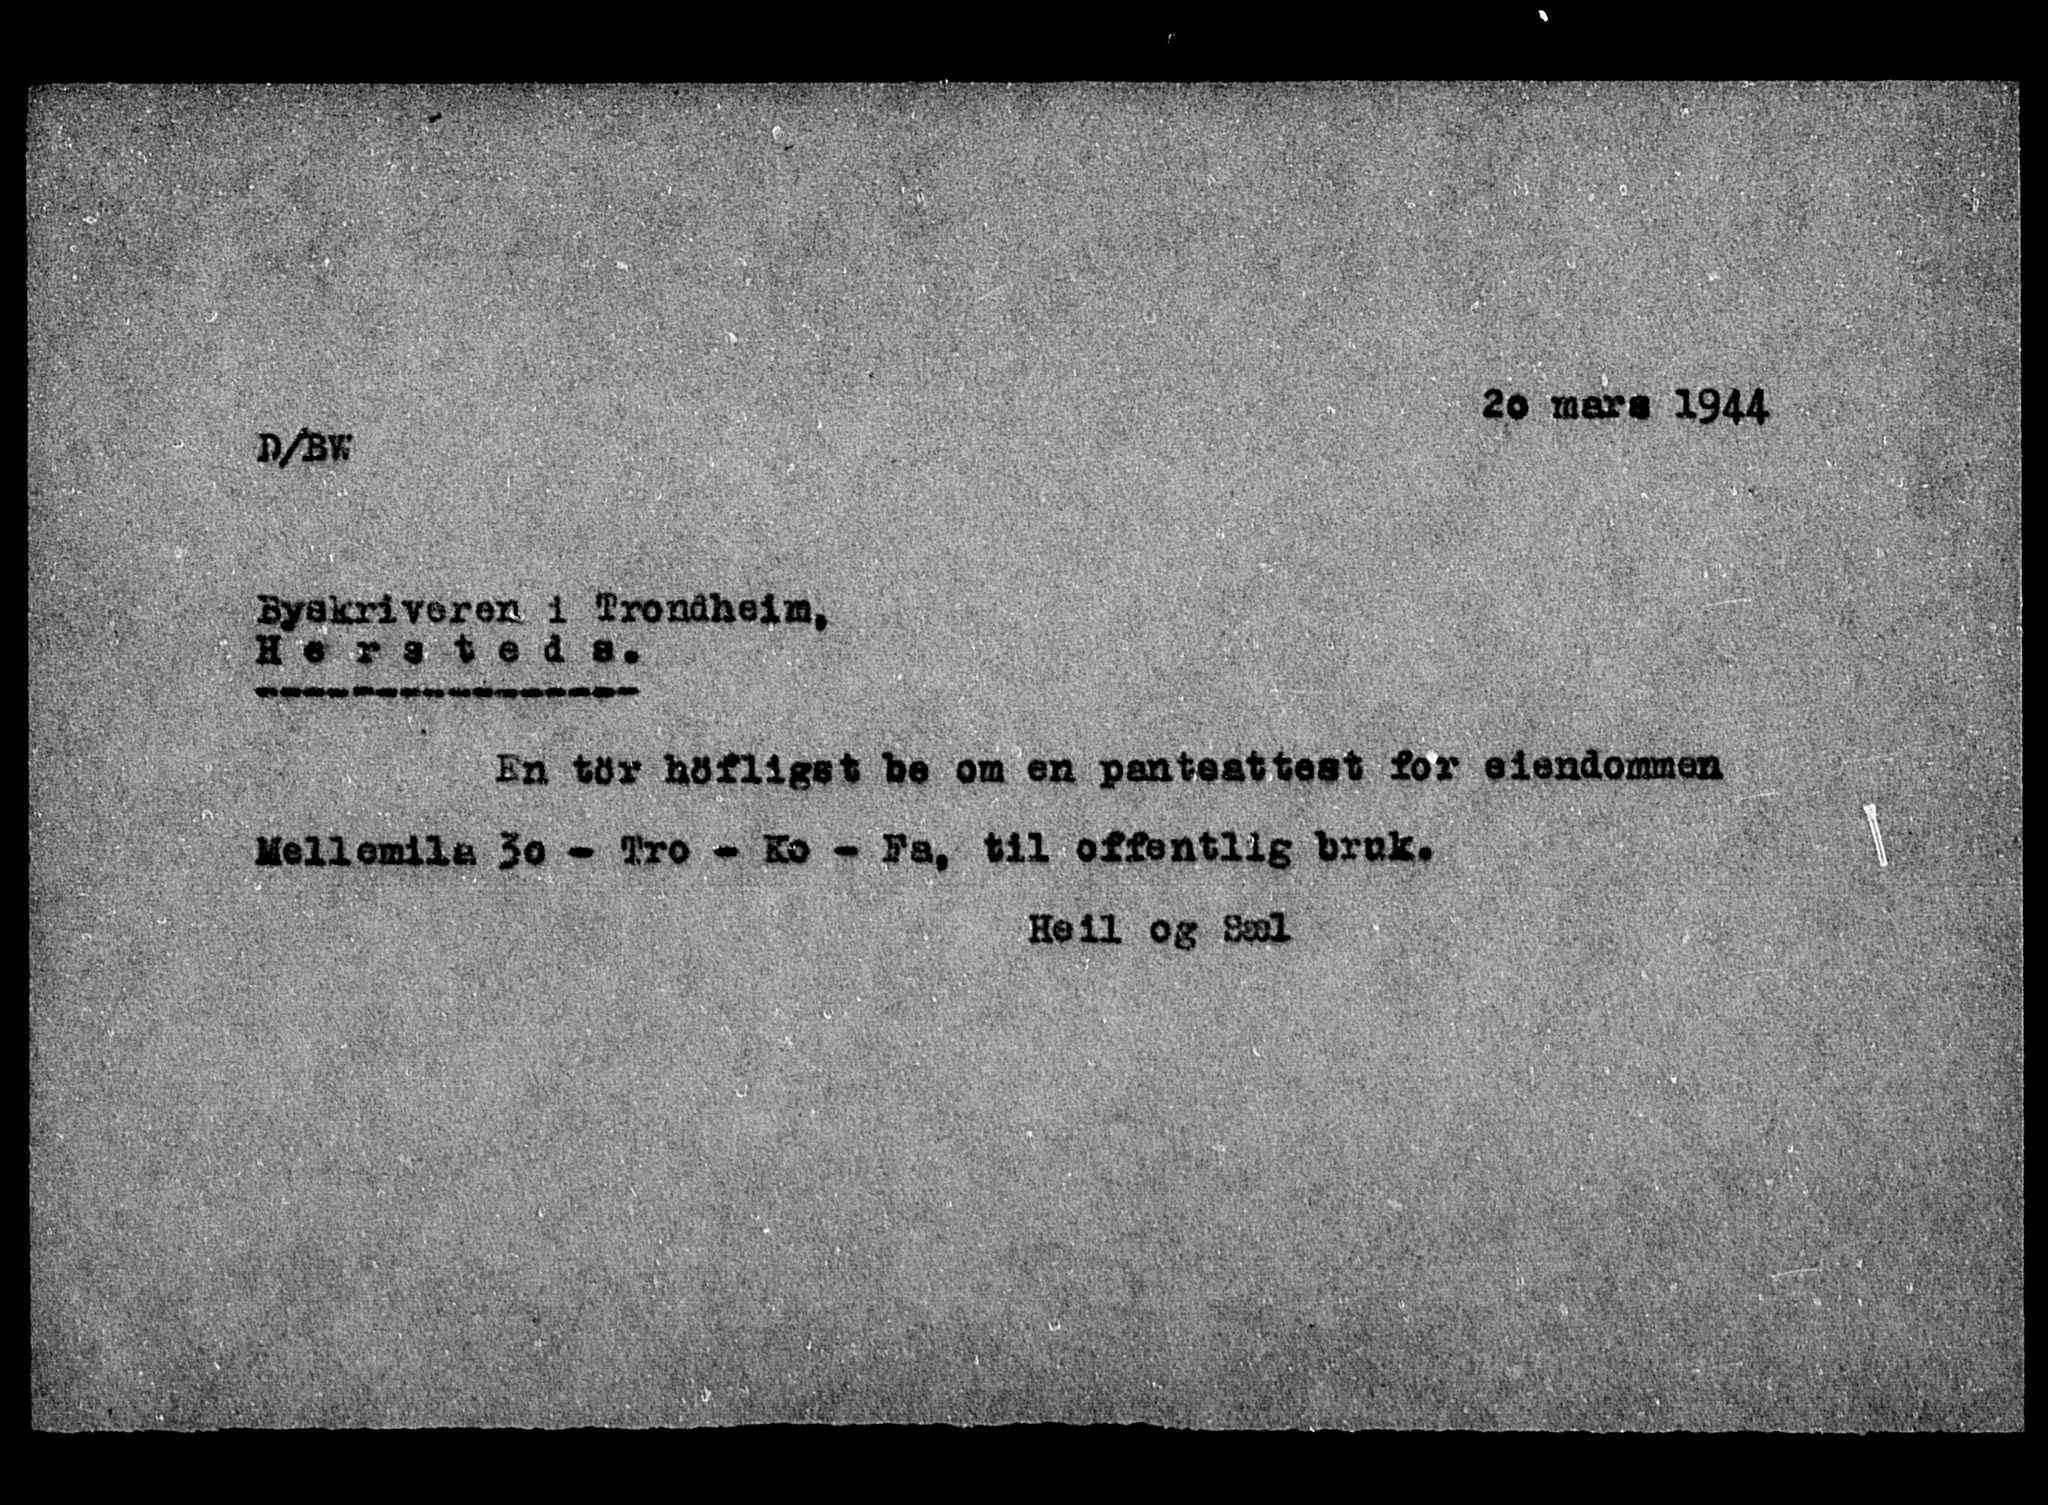 20 mars 1944
D/BW
Byskriveren i Trondheim,
H e r s t e d s.
----------------
En tör höfligst be om en panteattest for eiendommen
Mellemila 30 - Tro - Ko - Fa, til offentlig bruk.
Heil og Sæl